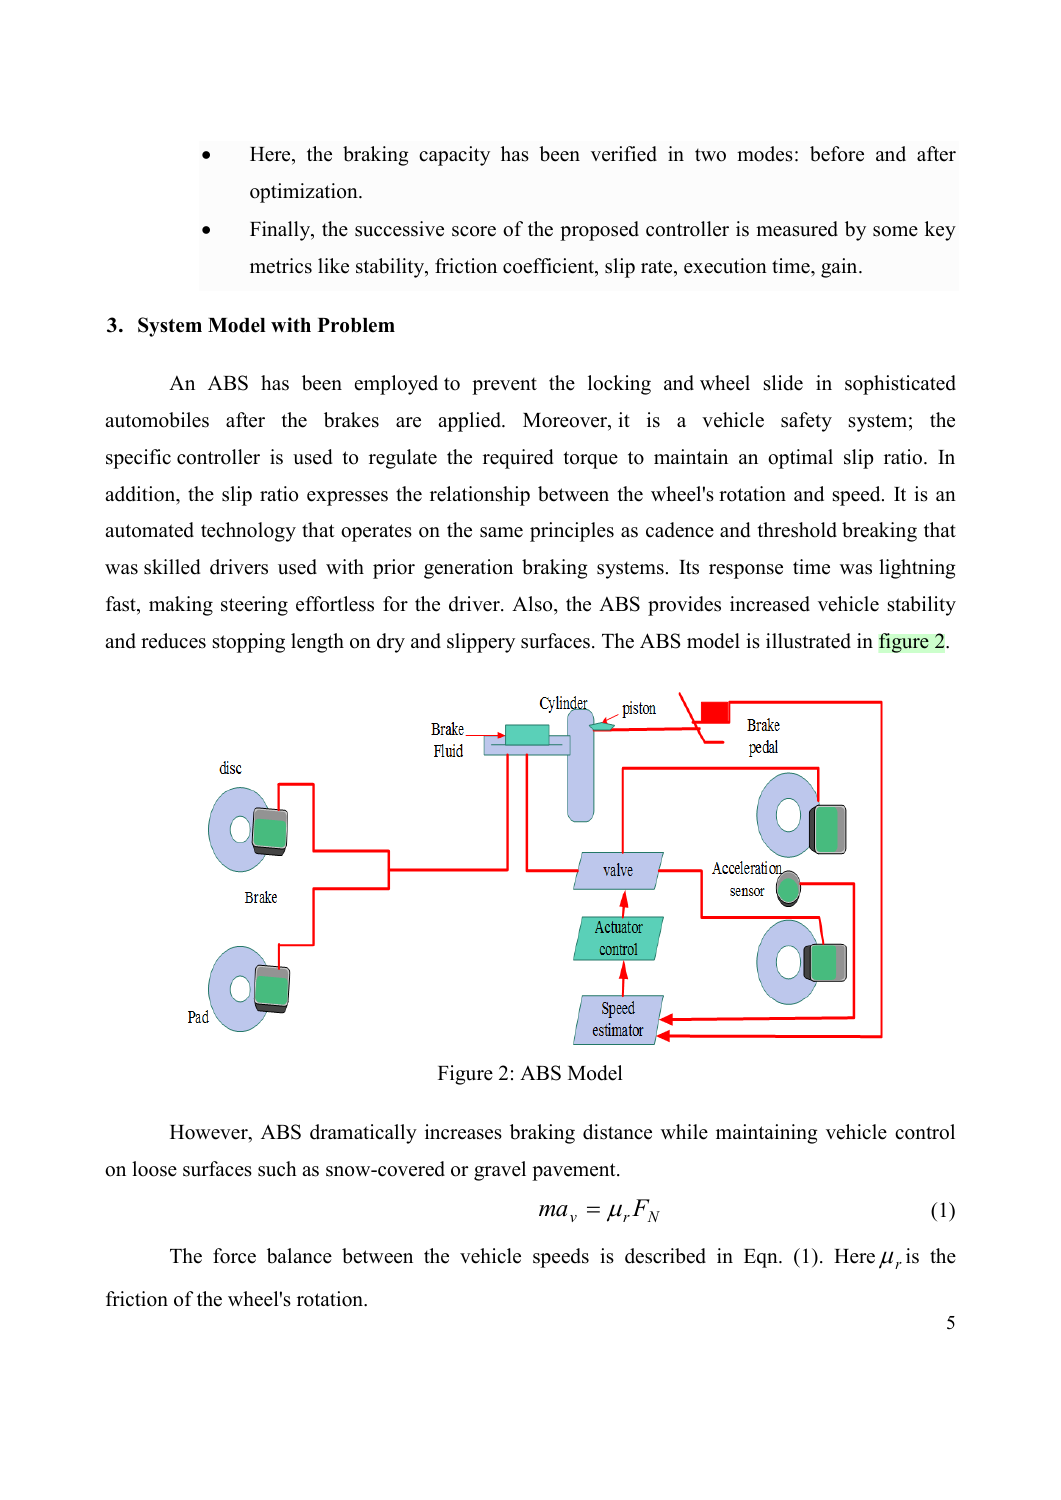 • Here, the braking capacity has been verified in two modes: before and after
optimization.
• Finally, the successive score of the proposed controller is measured by some key
metrics like stability, friction coefficient, slip rate, execution time, gain.
3. System Model with Problem
An ABS has been employed to prevent the locking and wheel slide in sophisticated
automobiles after the brakes are applied. Moreover, it is a vehicle safety system; the
specific controller is used to regulate the required torque to maintain an optimal slip ratio. In
addition, the slip ratio expresses the relationship between the wheel's rotation and speed. It is an
automated technology that operates on the same principles as cadence and threshold breaking that
was skilled drivers used with prior generation braking systems. Its response time was lightning
fast, making steering effortless for the driver. Also, the ABS provides increased vehicle stability
and reduces stopping length on dry and slippery surfaces. The ABS model is illustrated in figure 2.
Cylinder
piston
Brake
Fluid
Brake
pedal
disc
valve
Acceleration
sensor
Brake
Actuator
control
Pad
Speed
estimator
Figure 2: ABS Model
However, ABS dramatically increases braking distance while maintaining vehicle control
on loose surfaces such as snow-covered or gravel pavement.
ma_v = μ_r F_N (1)
The force balance between the vehicle speeds is described in Eqn. (1). Here μ_r is the
friction of the wheel's rotation.
5